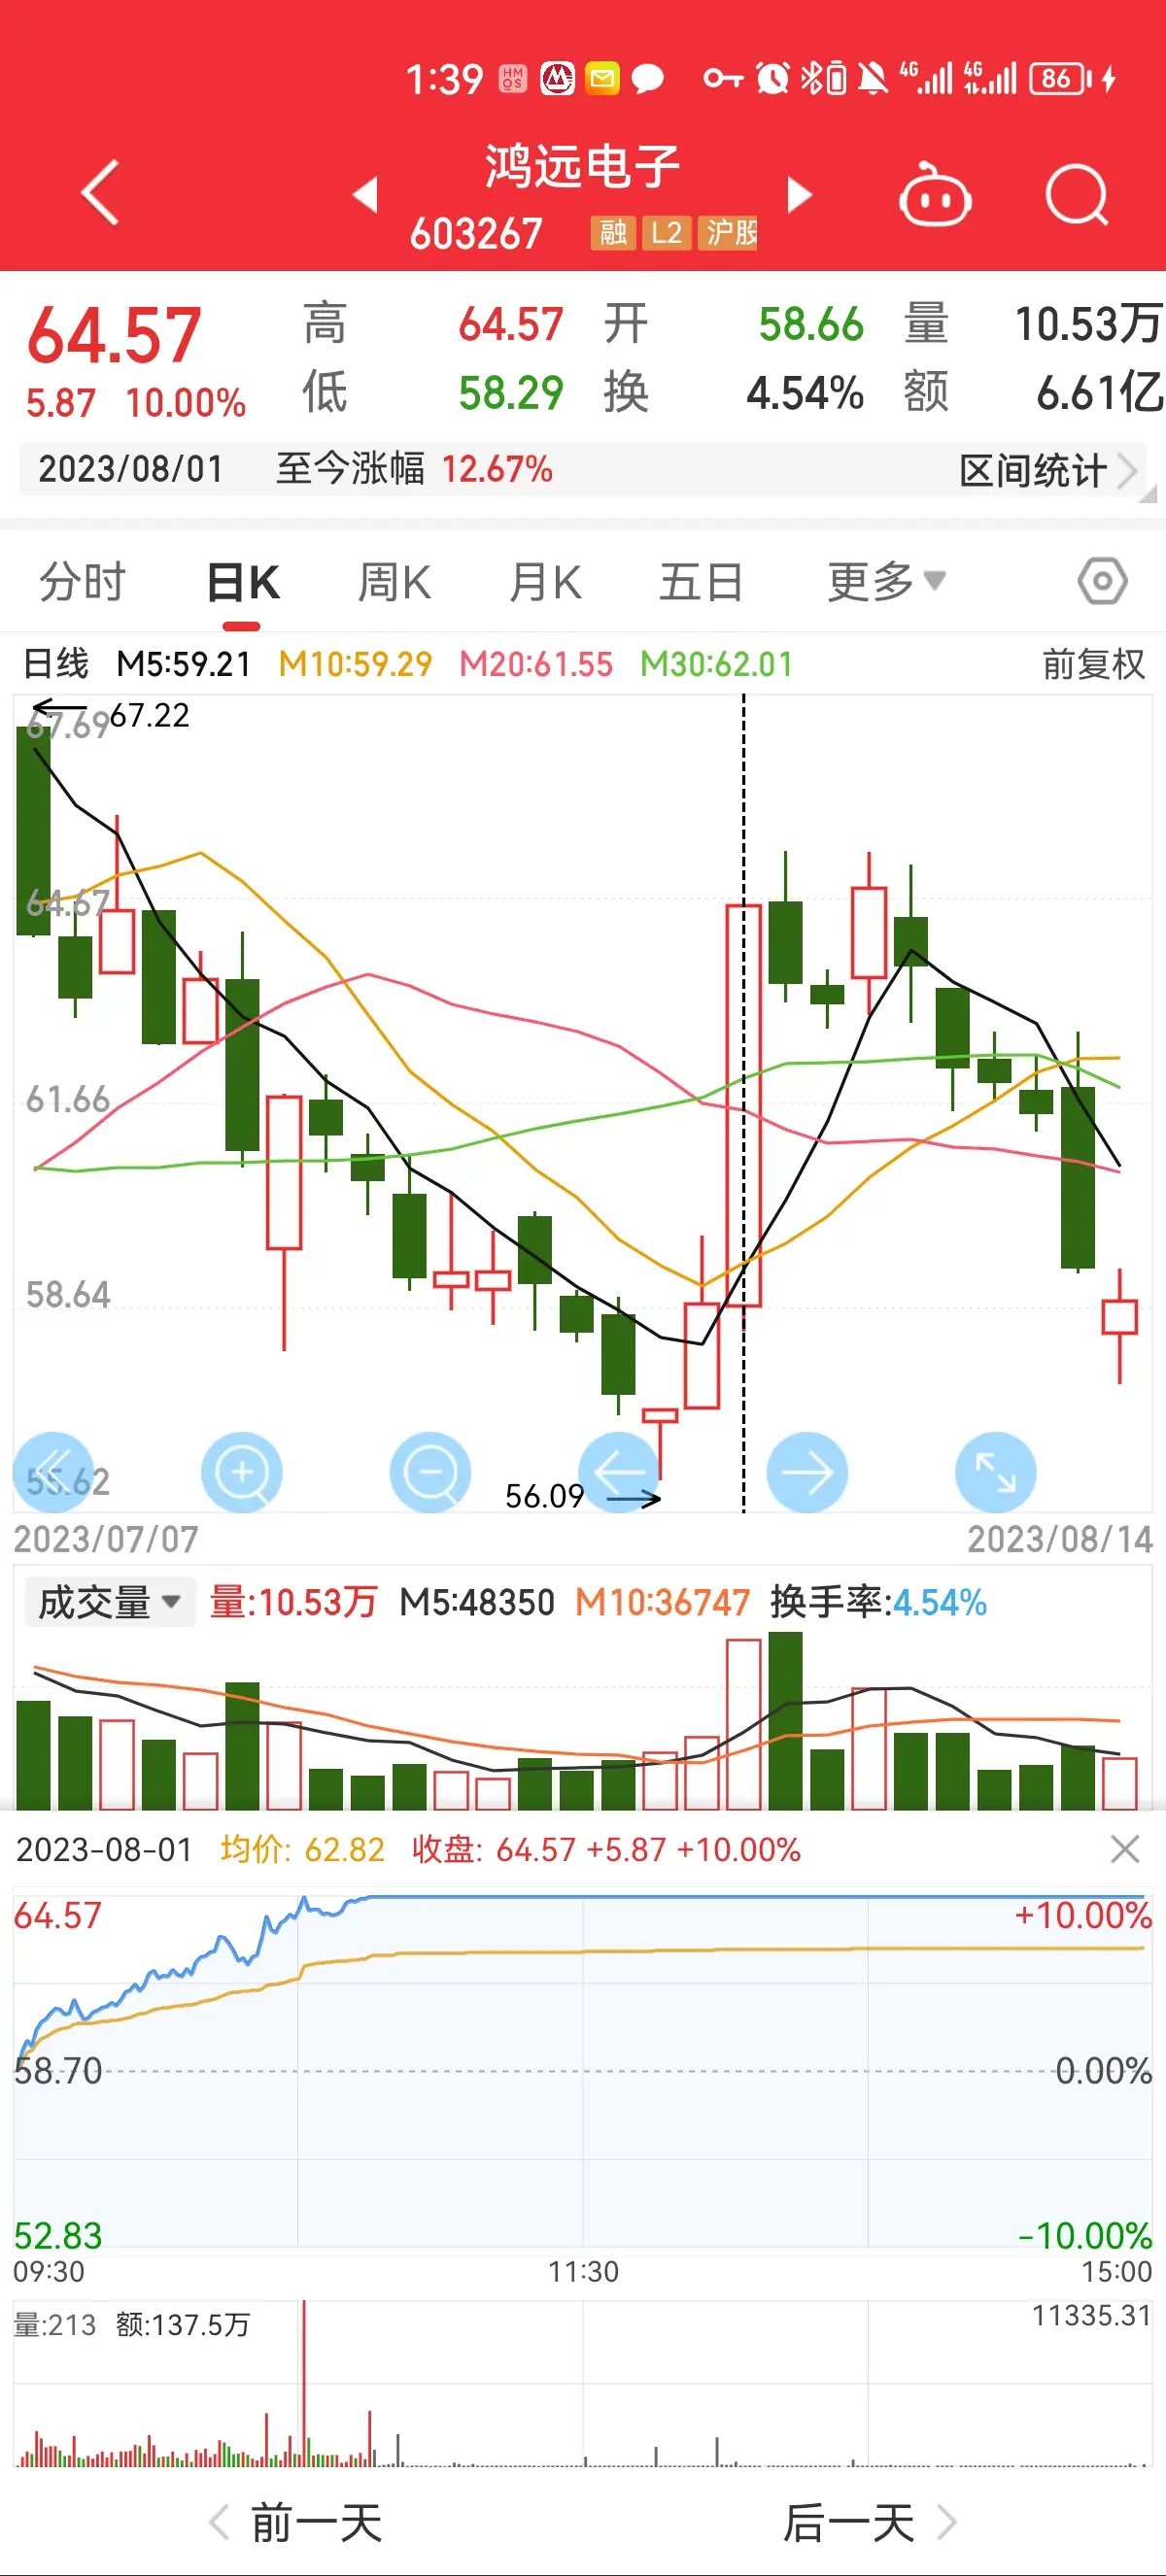 1:39 HM OS 4G 4G 86
鸿远电子
603267 融 L2 沪股
64.57 高 64.57 开 58.66 量 10.53万
5.87 10.00% 低 58.29 换 4.54% 额 6.61亿
2023/08/01 至今涨幅 12.67% 区间统计
分时 日K 周K 月K 五日 更多
日线 M5:59.21 M10:59.29 M20:61.55 M30:62.01 前复权
67.69 67.22
64.67
61.66
58.64
55.62 56.09
2023/07/07 2023/08/14
成交量 量:10.53万 M5:48350 M10:36747 换手率:4.54%
2023-08-01 均价: 62.82 收盘: 64.57 +5.87 +10.00%
64.57 +10.00%
58.70 0.00%
52.83 -10.00%
09:30 11:30 15:00
量:213 额:137.5万 11335.31
前一天 后一天